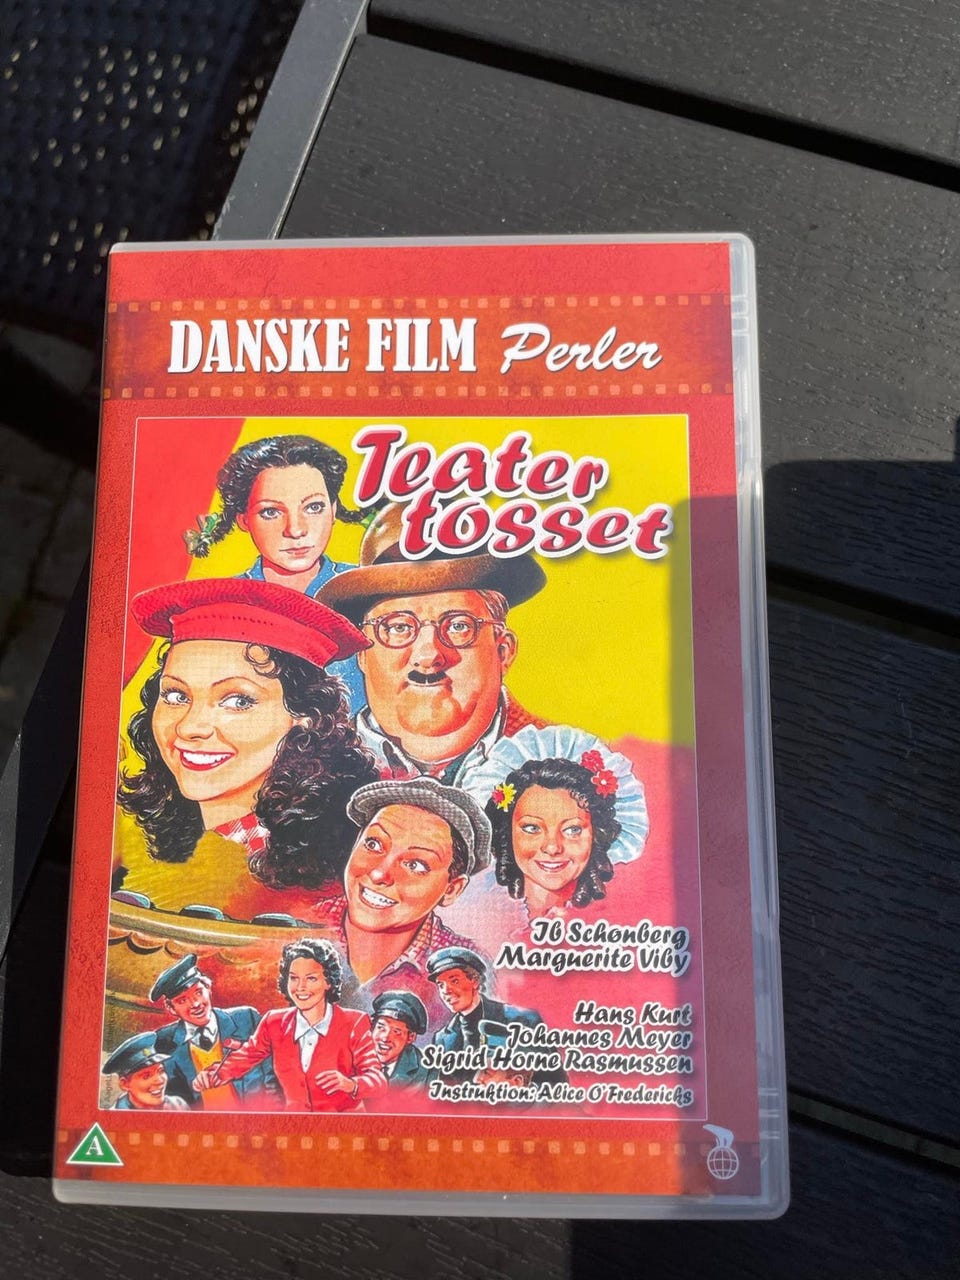 DANSKE FILM Perler
Teater
tosset
Ib Schønberg
Marguerite Viby
Hans Kurt
Johannes Meyer
Sigrid Horne Rasmussen
Instruktion: Alice O'Fredericks
A